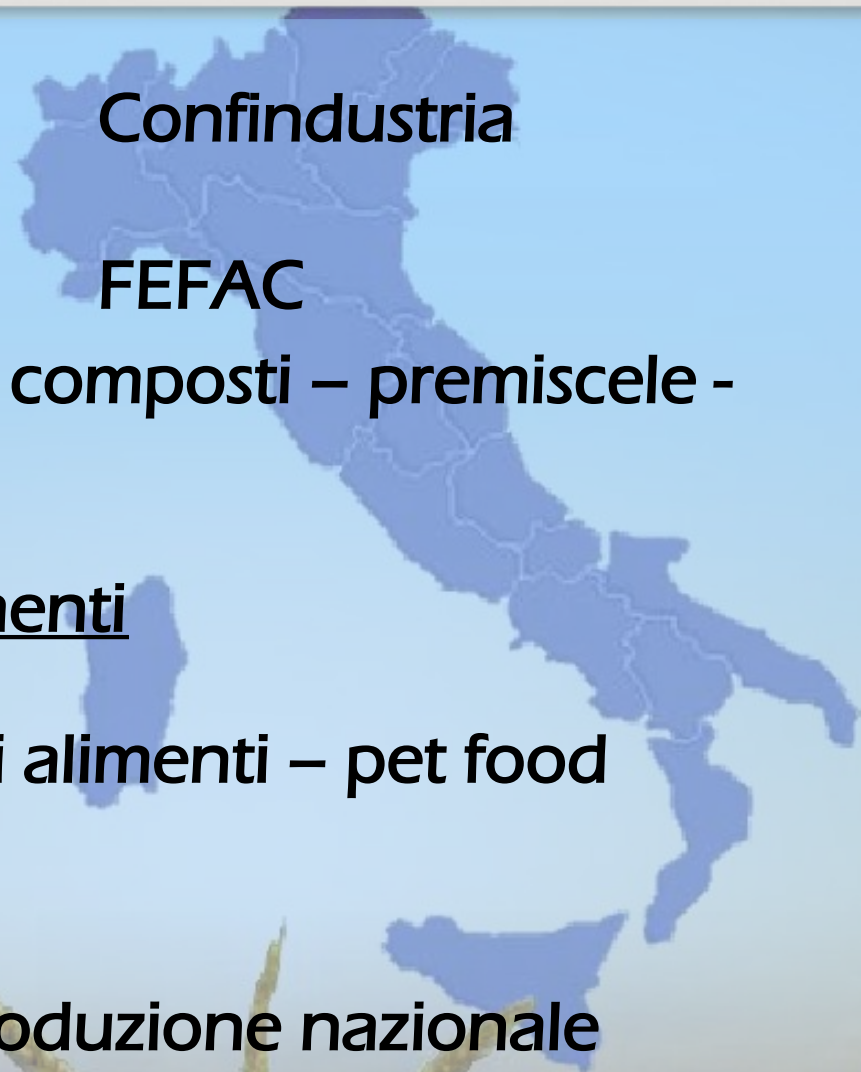 Confindustria
FEFAC
composti – premiscele -
menti
i alimenti – pet food
oduzione nazionale